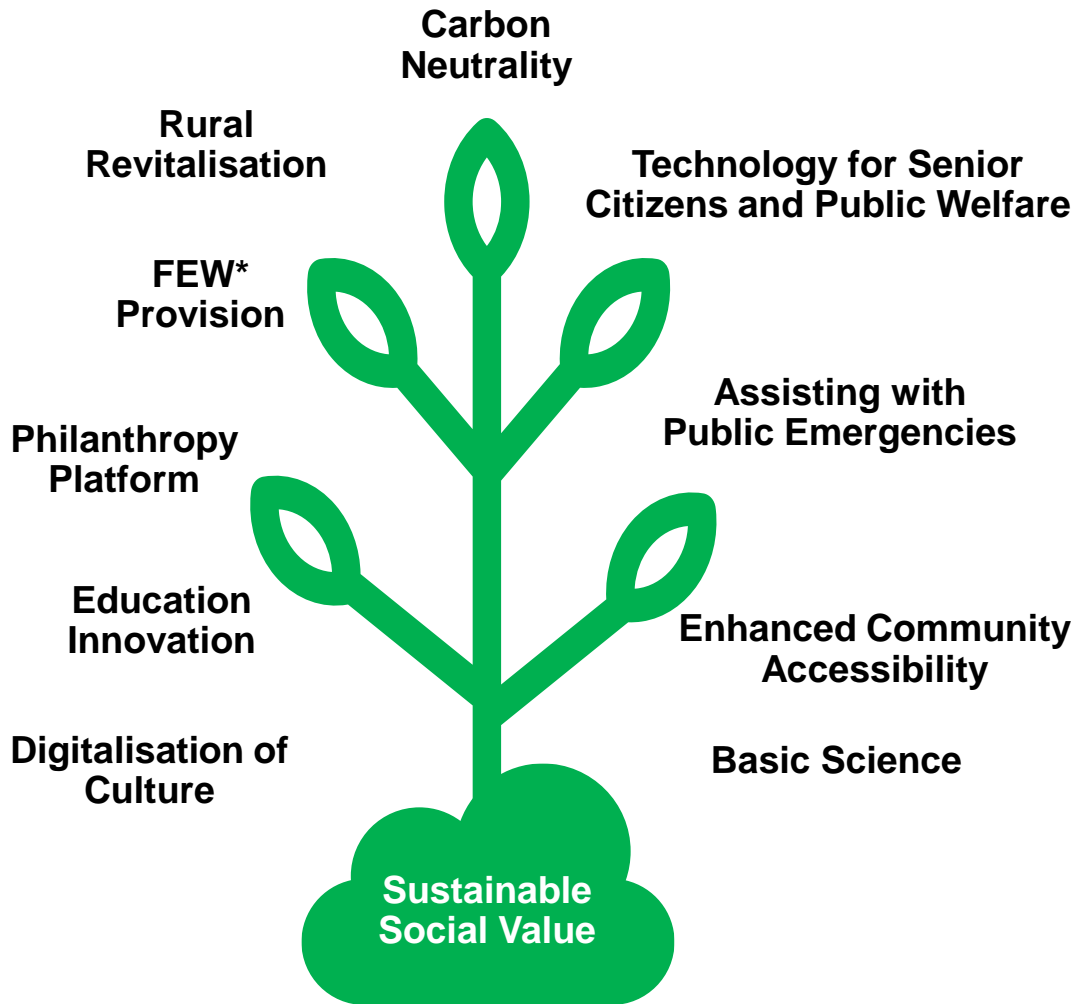 Carbon
Neutrality
Rural
Revitalisation
Technology for Senior
Citizens and Public Welfare
FEW*
Provision
Assisting with
Public Emergencies
Philanthropy
Platform
Education
Innovation
Enhanced Community
Accessibility
Digitalisation of
Culture
Basic Science
Sustainable
Social Value